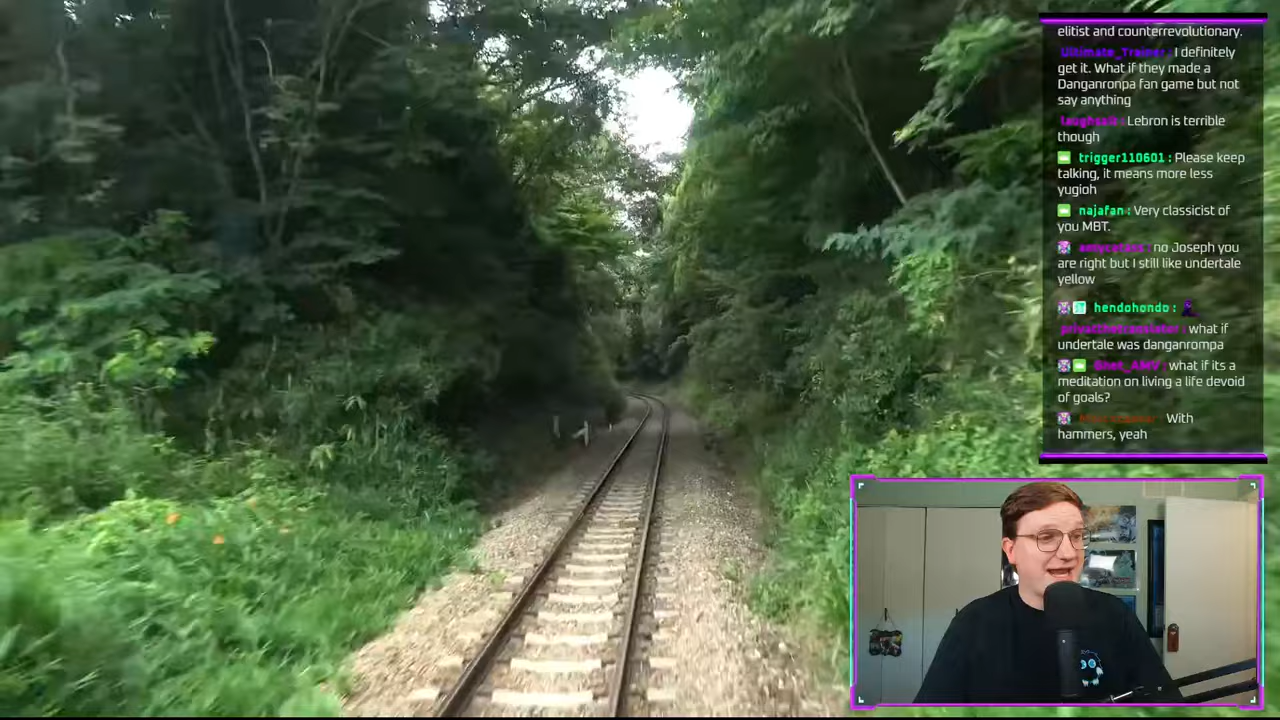 elitist and counterrevolutionary.
Ultimate_Trainer: I definitely
get it. What if they made a
Danganronpa fan game but not
say anything
Lebron is terrible
though
trigger110601: Please keep
talking, it means more less
yugioh
najafan: Very classicist of
you MBT.
no Joseph you
are right but I still like undertale
yellow
hendohondo:
what if
undertale was danganrompa
what if its a
meditation on living a life devoid
of goals?
With
hammers, yeah